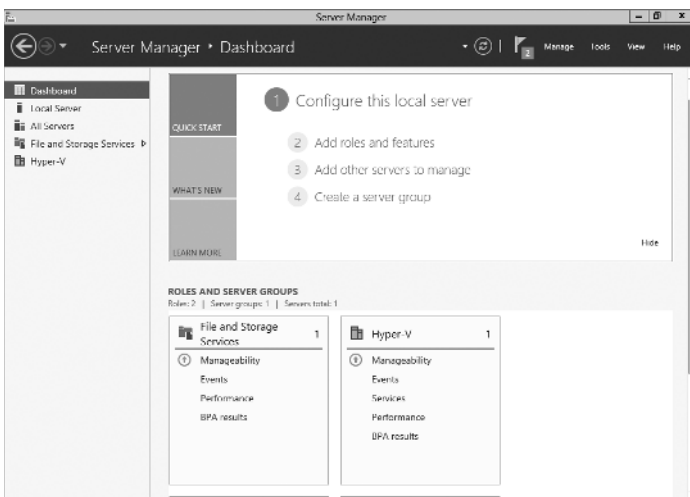 Server Manager
Server Manager • Dashboard
2
Manage
Tools
View
Help
Dashboard
Local Server
All Servers
File and Storage Services
Hyper-V
QUICK START
WHAT'S NEW
LEARN MORE
1 Configure this local server
2 Add roles and features
3 Add other servers to manage
4 Create a server group
Hide
ROLES AND SERVER GROUPS
Roles: 2 | Server groups: 1 | Servers total: 1
File and Storage
Services
1
Manageability
Events
Performance
BPA results
Hyper-V 1
Manageability
Events
Services
Performance
BPA results